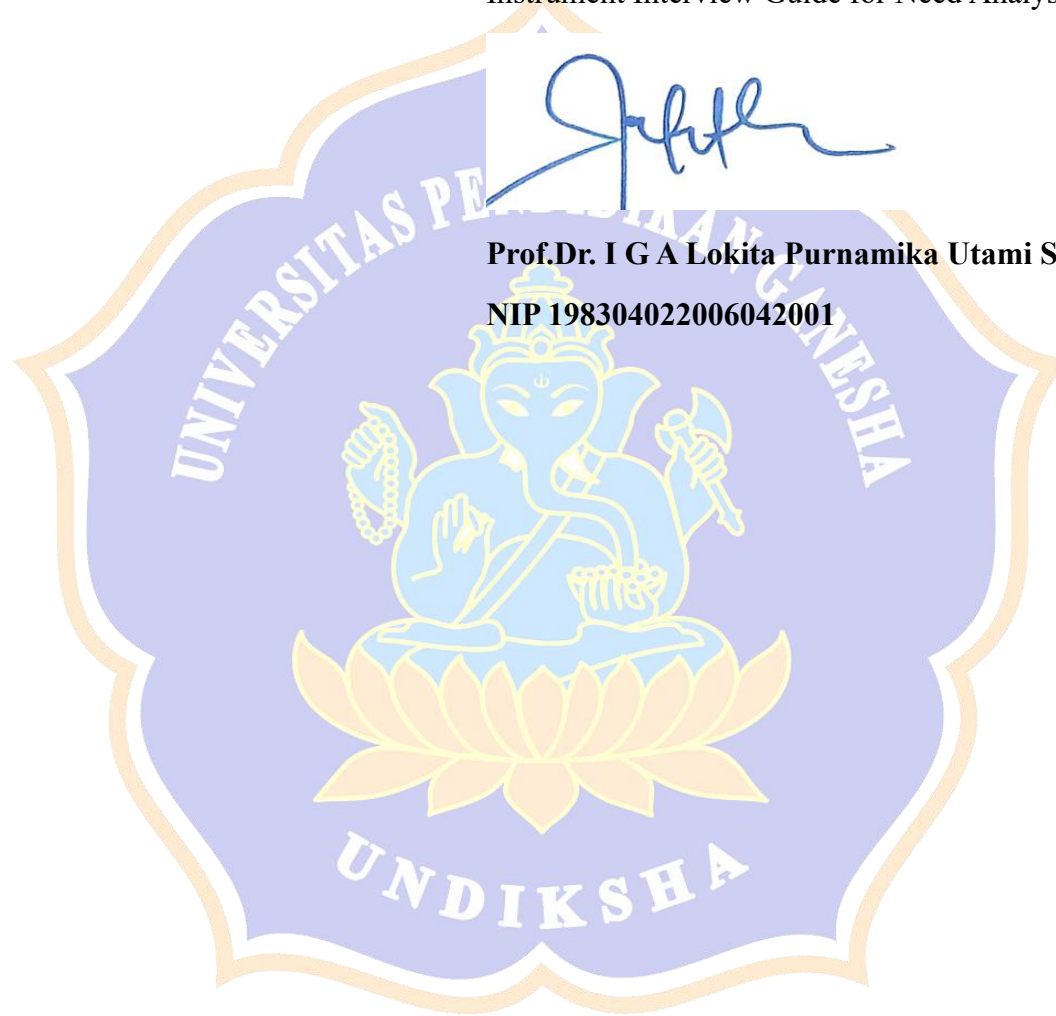 Instrument Interview Guide for Need Analys
Prof.Dr. I G A Lokita Purnamika Utami S
NIP 198304022006042001
UNIVERSITAS PENDIDIKAN GANESHA
UNDIKSHA